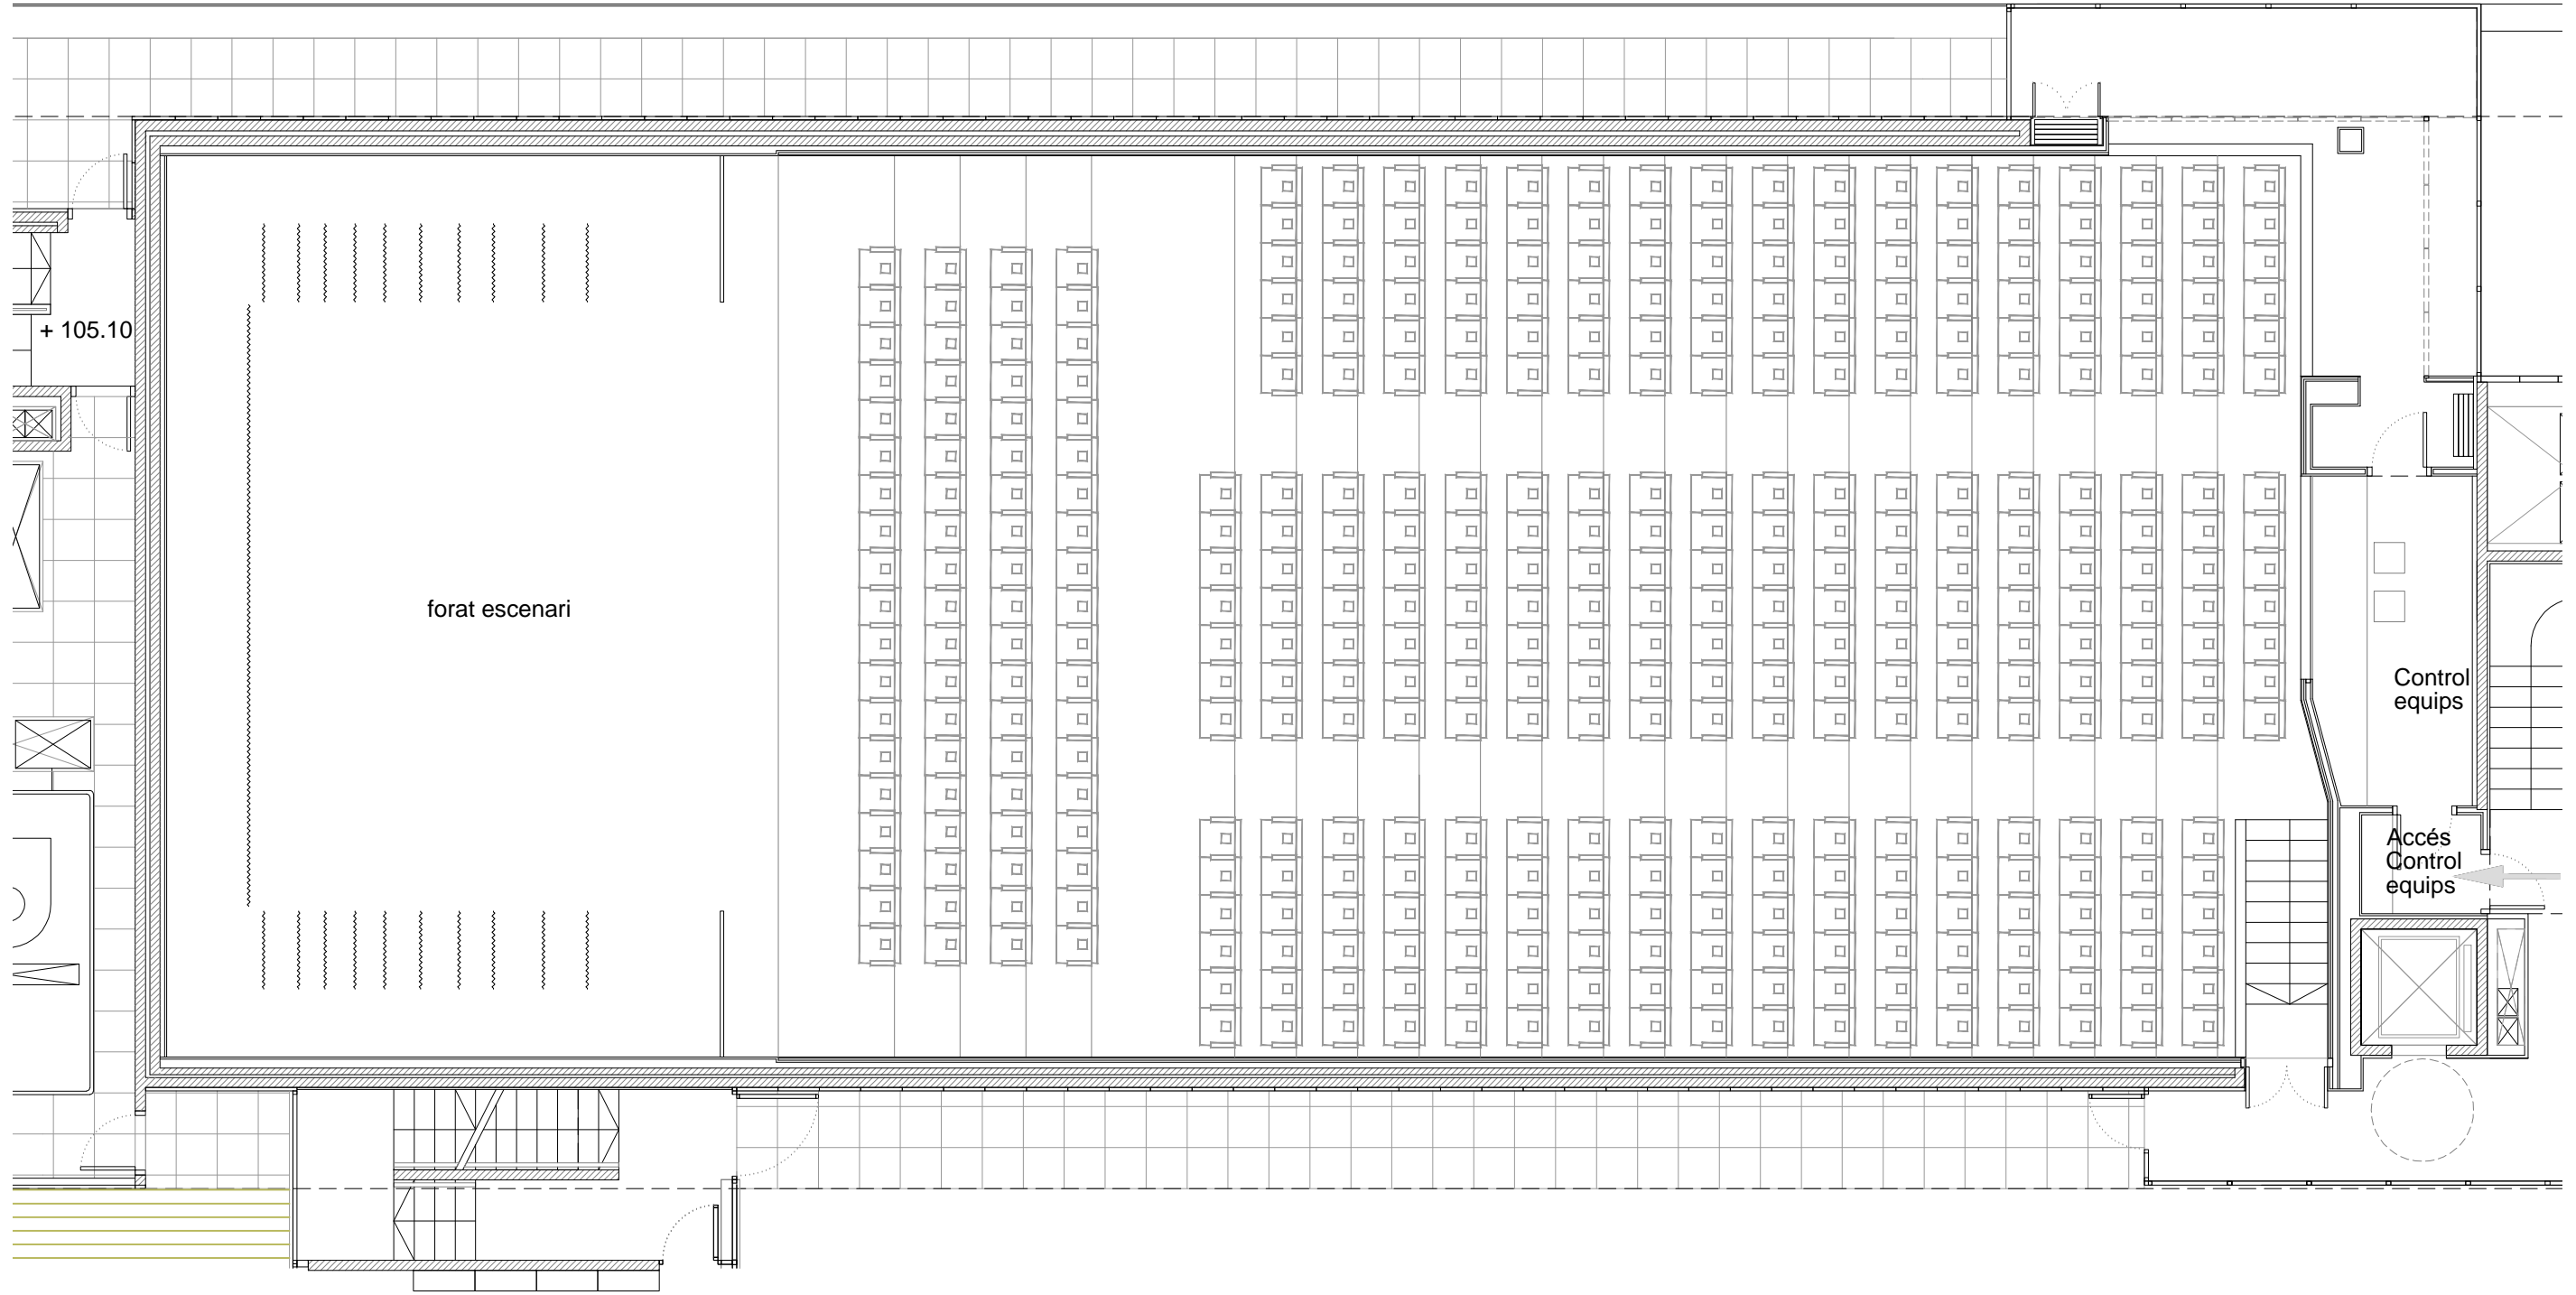 + 105.10
forat escenari
Control
equips
Accés
Control
equips